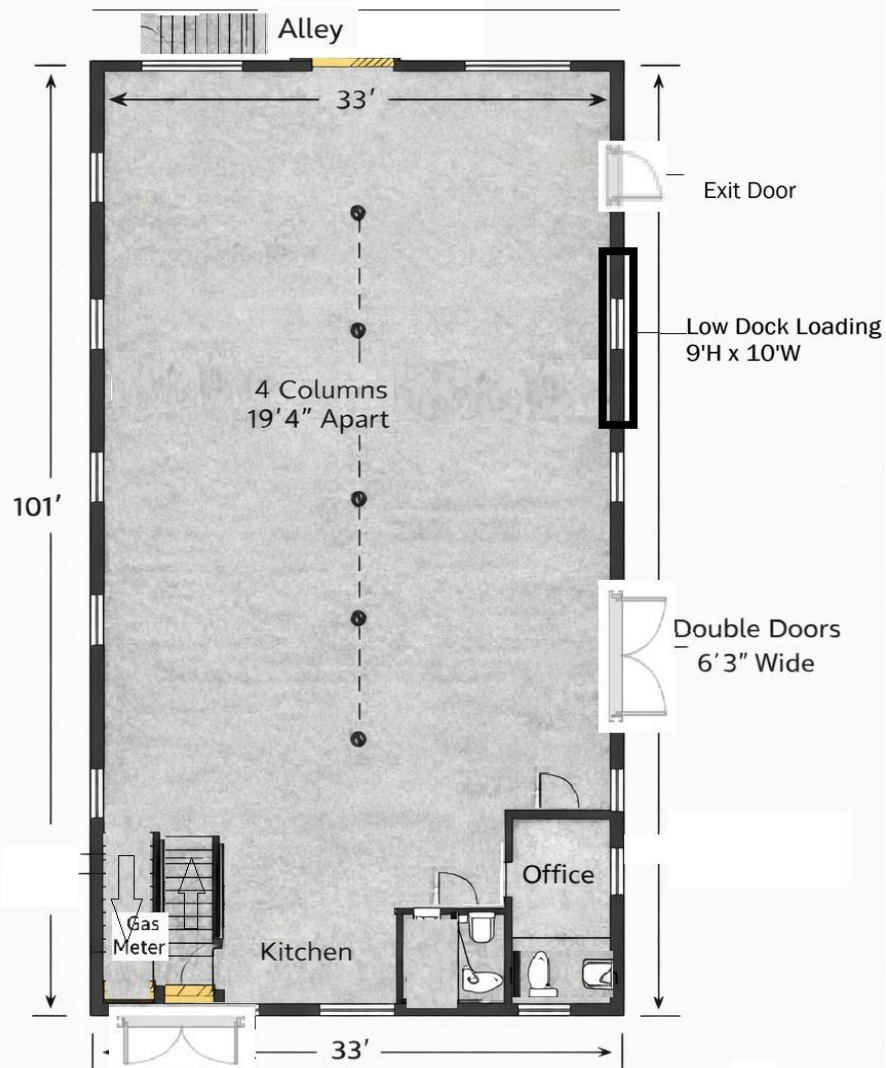 Alley
33'
Exit Door
Low Dock Loading
9'H x 10'W
4 Columns
19'4" Apart
101'
Double Doors
6'3" Wide
Office
Gas
Meter
Kitchen
33'